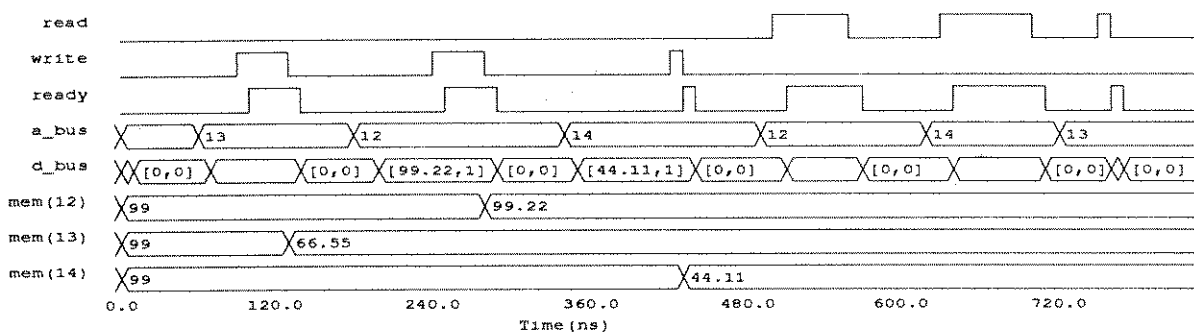 read
write
ready
a_bus 13 12 14 12 14 13
d_bus [0,0] [0,0] [99.22,1] [0,0] [44.11,1] [0,0] [0,0] [0,0] [0,0]
mem(12) 99 99.22
mem(13) 99 66.55
mem(14) 99 44.11
0.0 120.0 240.0 360.0 480.0 600.0 720.0
Time(ns)